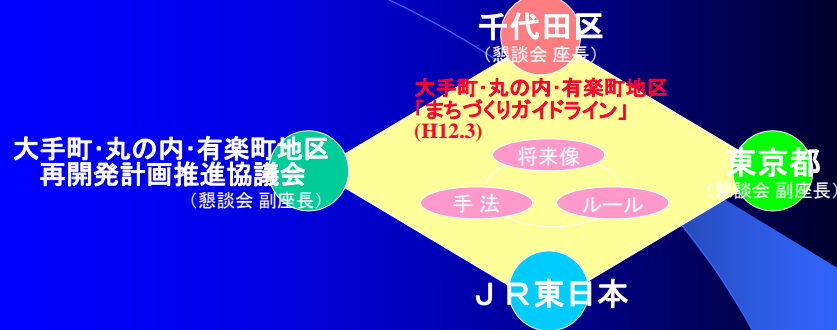 千代田区
（懇談会 座長）
大手町･丸の内･有楽町地区
「まちづくりガイドライン」
(H12.3)
将来像
手 法
ルール
大手町･丸の内･有楽町地区
再開発計画推進協議会
（懇談会 副座長）
東京都
（懇談会 副座長）
ＪＲ東日本